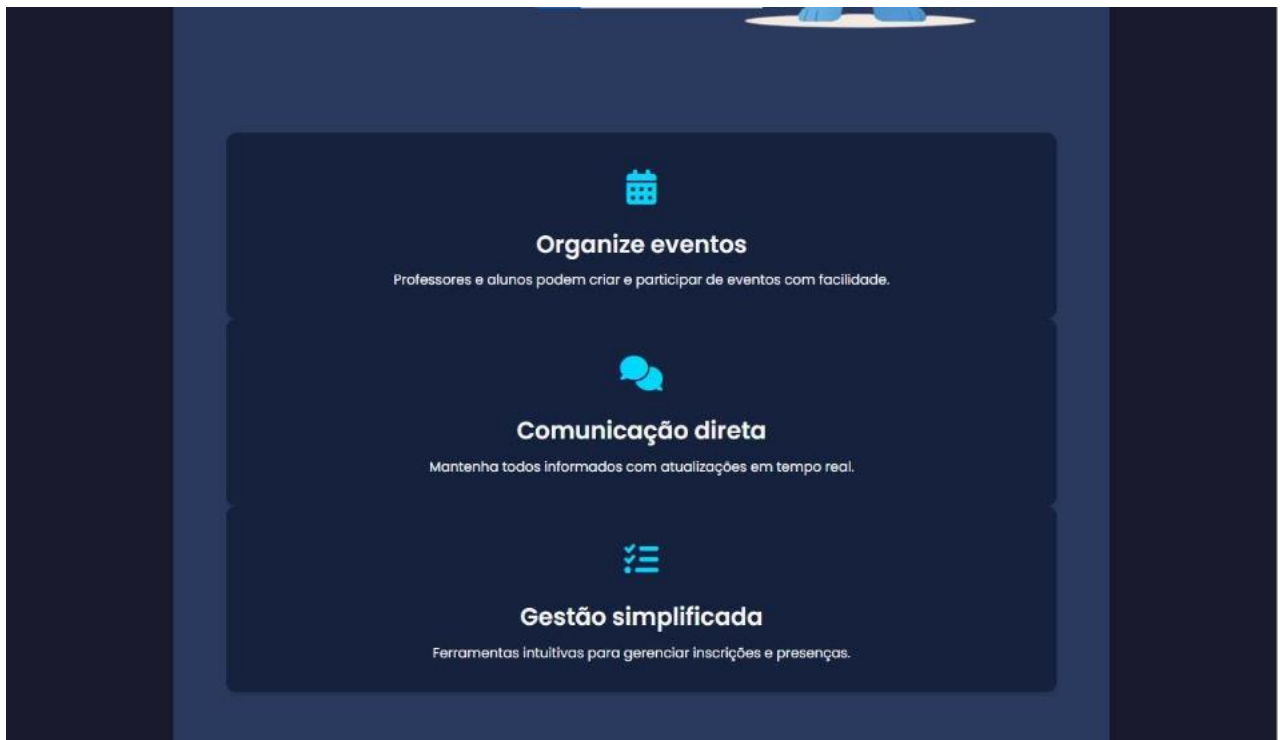 Organize eventos
Professores e alunos podem criar e participar de eventos com facilidade.
Comunicação direta
Mantenha todos informados com atualizações em tempo real.
Gestão simplificada
Ferramentas intuitivas para gerenciar inscrições e presenças.